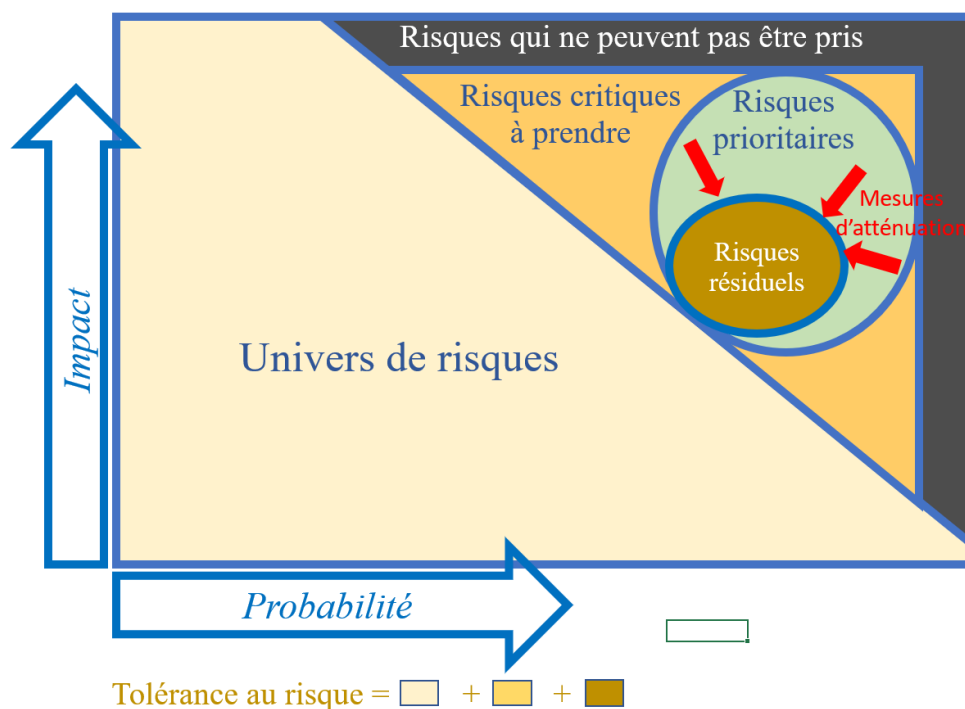 Risques qui ne peuvent pas être pris
Risques critiques
à prendre
Risques
prioritaires
Mesures
d'atténuation
Risques
résiduels
Impact
Univers de risques
Probabilité
Tolérance au risque = + +